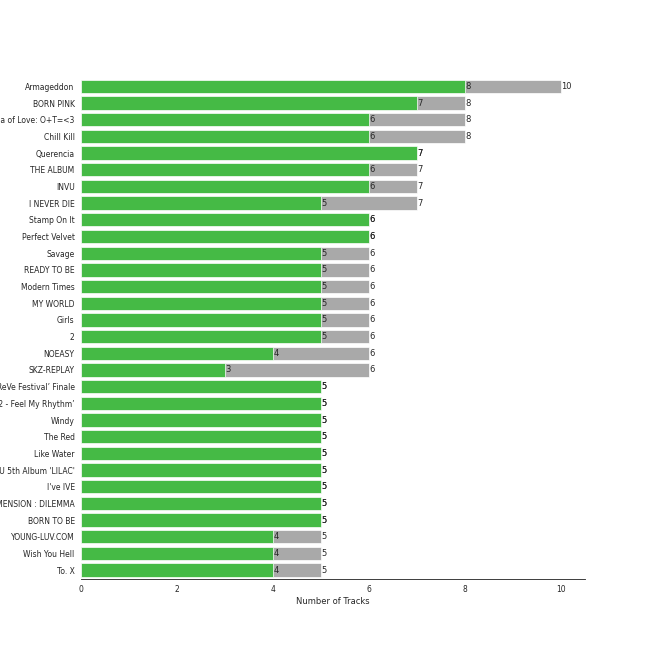 Armageddon 8 10
BORN PINK 7 8
a of Love: O+T=<3 6 8
Chill Kill 6 8
Querencia 7
THE ALBUM 6 7
INVU 6 7
I NEVER DIE 5 7
Stamp On It 6
Perfect Velvet 6
Savage 5 6
READY TO BE 5 6
Modern Times 5 6
MY WORLD 5 6
Girls 5 6
2 5 6
NOEASY 4 6
SKZ-REPLAY 3 6
ReVe Festival' Finale 5
2 - Feel My Rhythm' 5
Windy 5
The Red 5
Like Water 5
U 5th Album 'LILAC' 5
I've IVE 5
MENSION : DILEMMA 5
BORN TO BE 5
YOUNG-LUV.COM 4 5
Wish You Hell 4 5
To. X 4 5
0 2 4 6 8 10
Number of Tracks